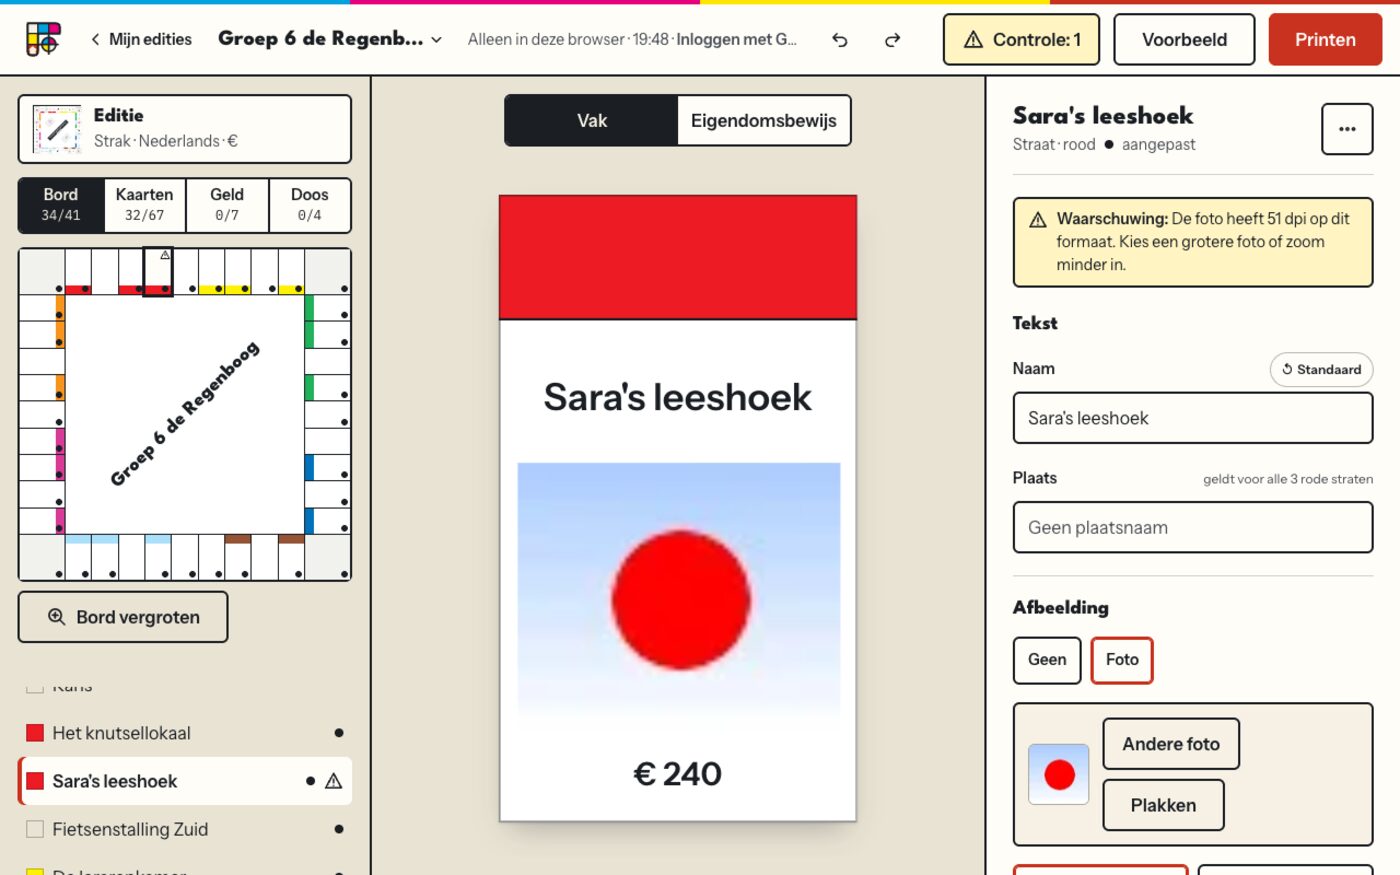 Mijn edities
Groep 6 de Regenb...
Alleen in deze browser · 19:48 · Inloggen met G...
Controle: 1
Voorbeeld
Printen
Editie
Strak · Nederlands · €
Bord
34/41
Kaarten
32/67
Geld
0/7
Doos
0/4
Groep 6 de Regenboog
Bord vergroten
Kans
Het knutsellokaal
Sara's leeshoek
Fietsenstalling Zuid
Vak
Eigendomsbewijs
Sara's leeshoek
€ 240
Sara's leeshoek
Straat · rood ● aangepast
Waarschuwing: De foto heeft 51 dpi op dit
formaat. Kies een grotere foto of zoom
minder in.
Tekst
Naam
Standaard
Sara's leeshoek
Plaats
geldt voor alle 3 rode straten
Geen plaatsnaam
Afbeelding
Geen
Foto
Andere foto
Plakken